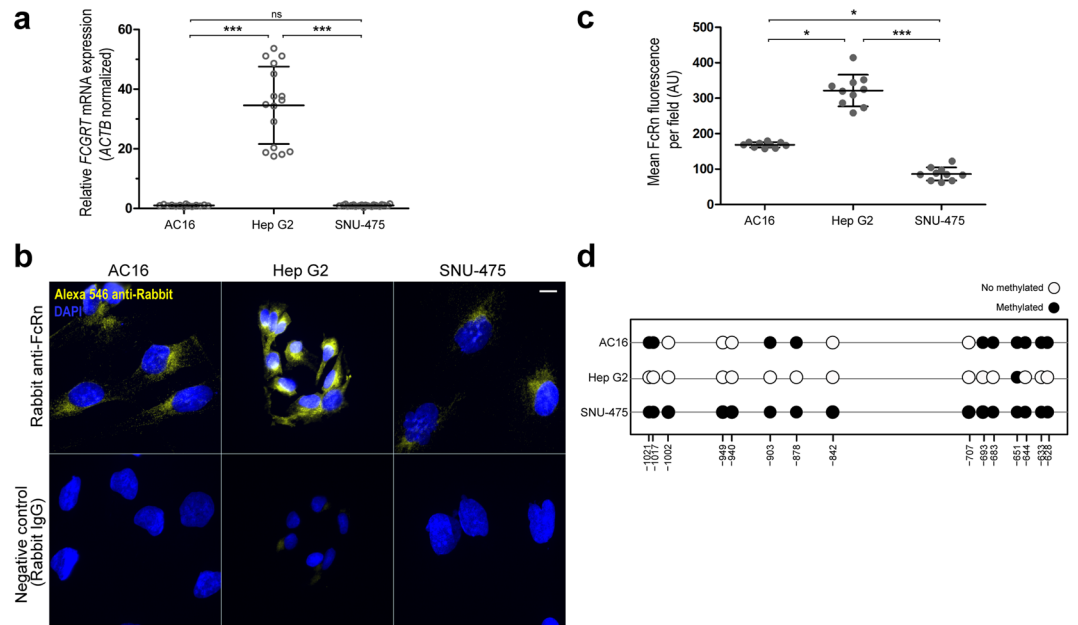 a
ns
***
***
60
40
20
0
Relative FCGRT mRNA expression
(ACTB normalized)
AC16
Hep G2
SNU-475
c
*
*
***
500
400
300
200
100
0
Mean FcRn fluorescence
per field (AU)
AC16
Hep G2
SNU-475
b
AC16
Hep G2
SNU-475
Alexa 546 anti-Rabbit
DAPI
Rabbit anti-FcRn
Negative control
(Rabbit IgG)
d
No methylated
Methylated
AC16
Hep G2
SNU-475
−1021
−1017
−1002
−949
−940
−903
−878
−842
−707
−693
−683
−651
−644
−633
−628